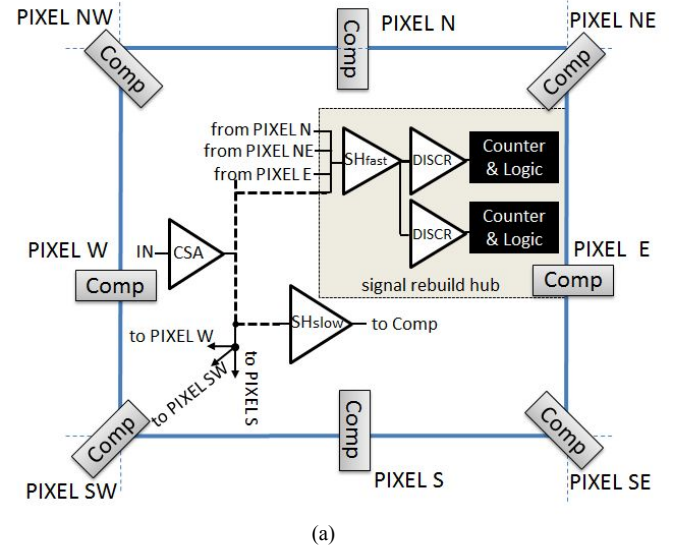 PIXEL NW
PIXEL N
PIXEL NE
Comp
Comp
Comp
from PIXEL N
from PIXEL NE
from PIXEL E
SHfast
DISCR
Counter
& Logic
DISCR
Counter
& Logic
signal rebuild hub
PIXEL W
IN
CSA
PIXEL E
Comp
Comp
SHslow
to Comp
to PIXEL W
to PIXEL SW
to PIXEL S
Comp
Comp
Comp
PIXEL SW
PIXEL S
PIXEL SE
(a)